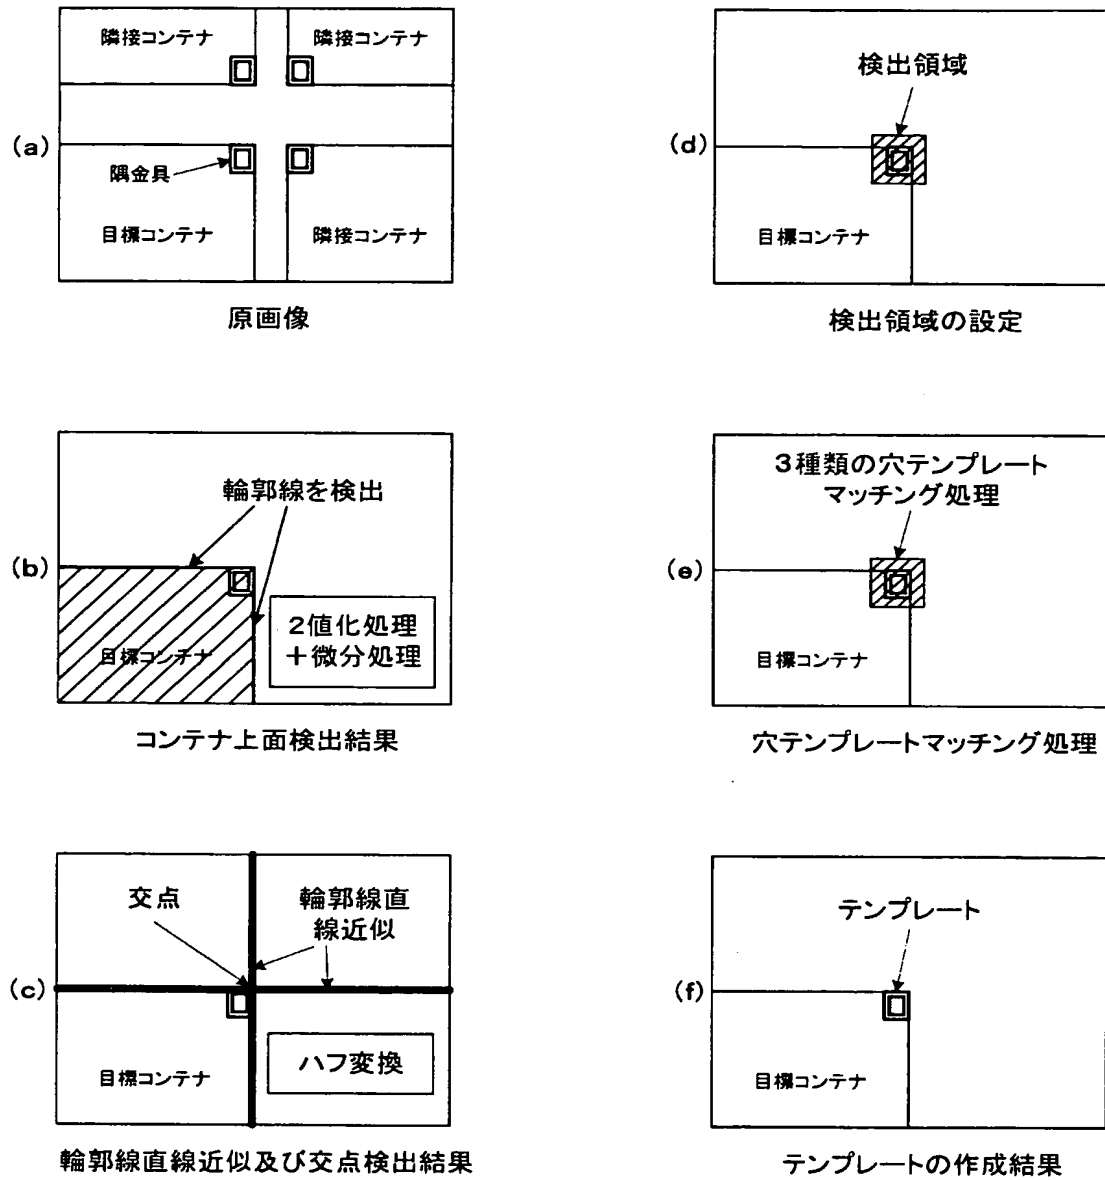 (a)
隣接コンテナ
隣接コンテナ
隅金具
目標コンテナ
隣接コンテナ
原画像
(b)
輪郭線を検出
目標コンテナ
2値化処理
+微分処理
コンテナ上面検出結果
(c)
交点
輪郭線直
線近似
目標コンテナ
ハフ変換
輪郭線直線近似及び交点検出結果
(d)
検出領域
目標コンテナ
検出領域の設定
(e)
3種類の穴テンプレート
マッチング処理
目標コンテナ
穴テンプレートマッチング処理
(f)
テンプレート
目標コンテナ
テンプレートの作成結果